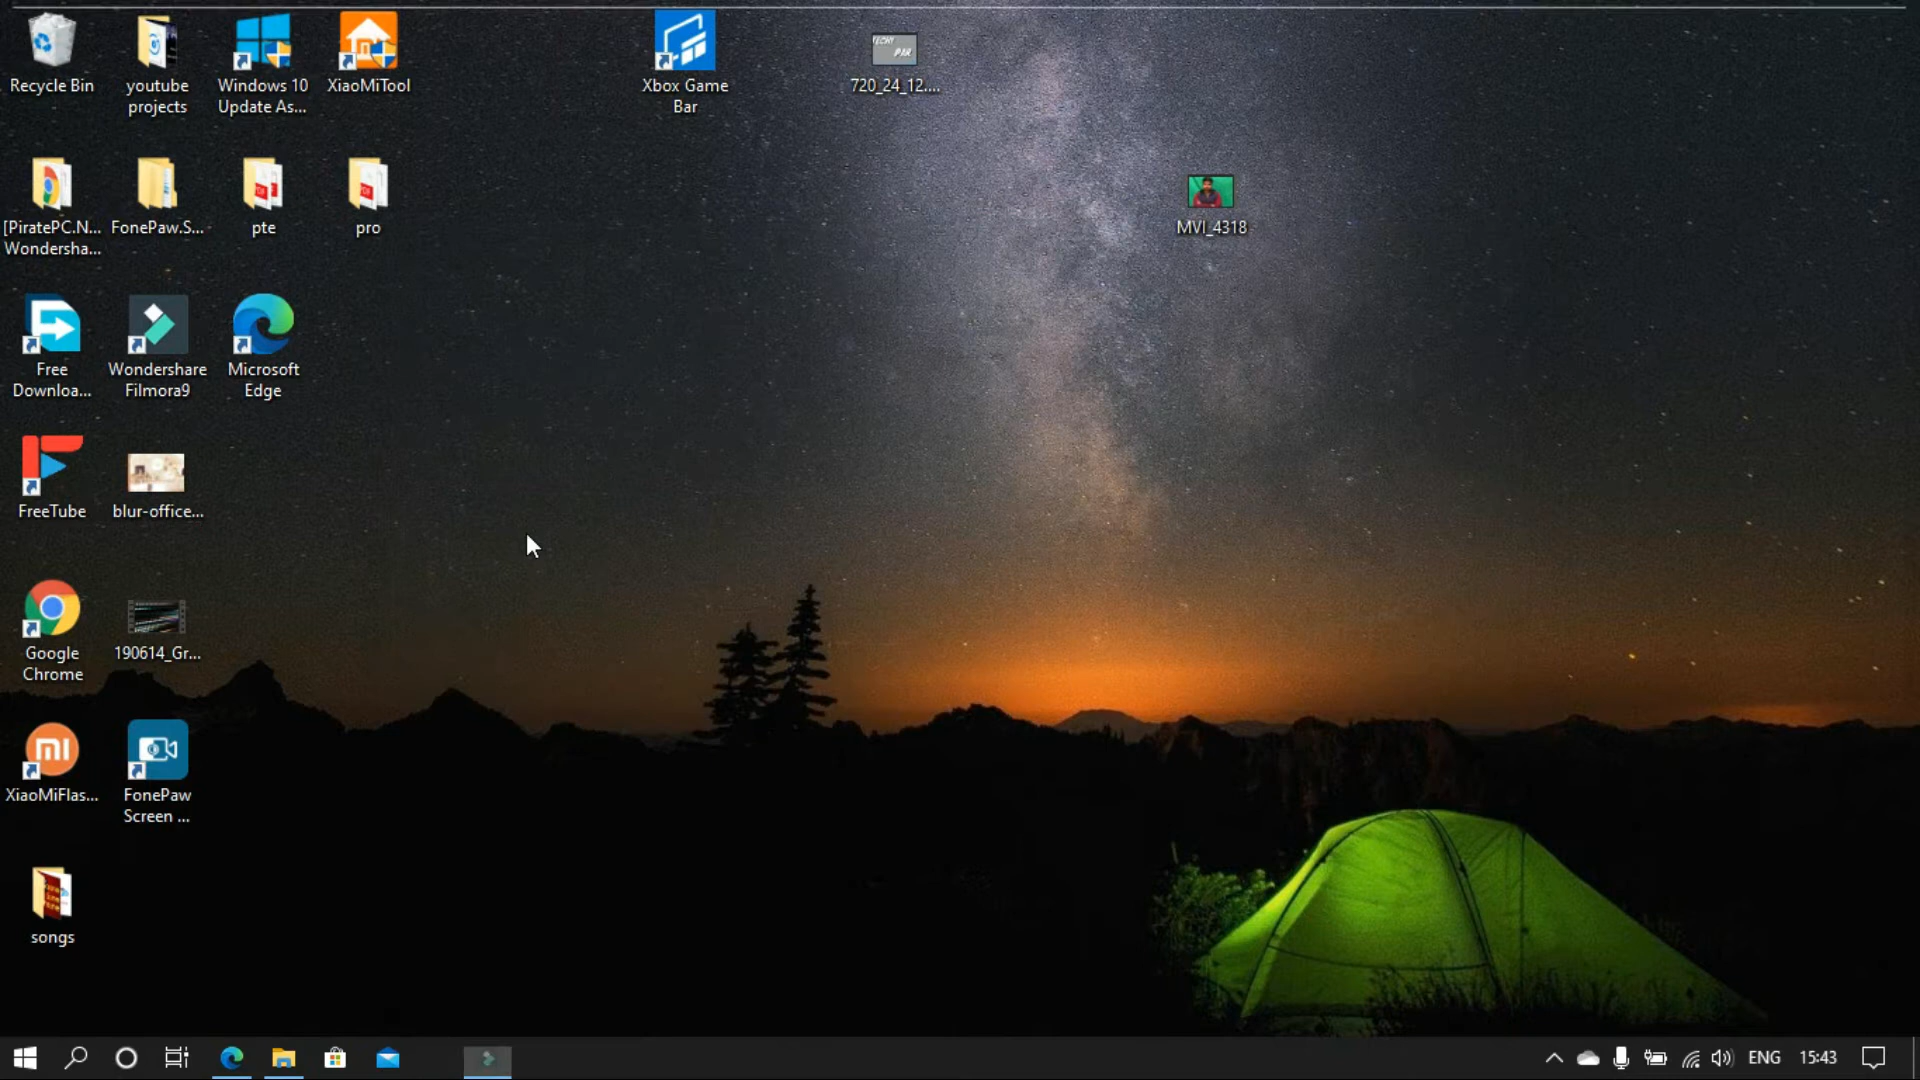 Recycle Bin
youtube
projects
Windows 10
Update As...
XiaoMiTool
Xbox Game
Bar
TECHY
PAR
720_24_12....
[PiratePC.N...
Wondersha...
FonePaw.S...
pte
pro
MVI_4318
Free
Downloa...
Wondershare
Filmora9
Microsoft
Edge
FreeTube
blur-office...
Google
Chrome
190614_Gr...
XiaoMiFlas...
FonePaw
Screen ...
songs
ENG
15:43